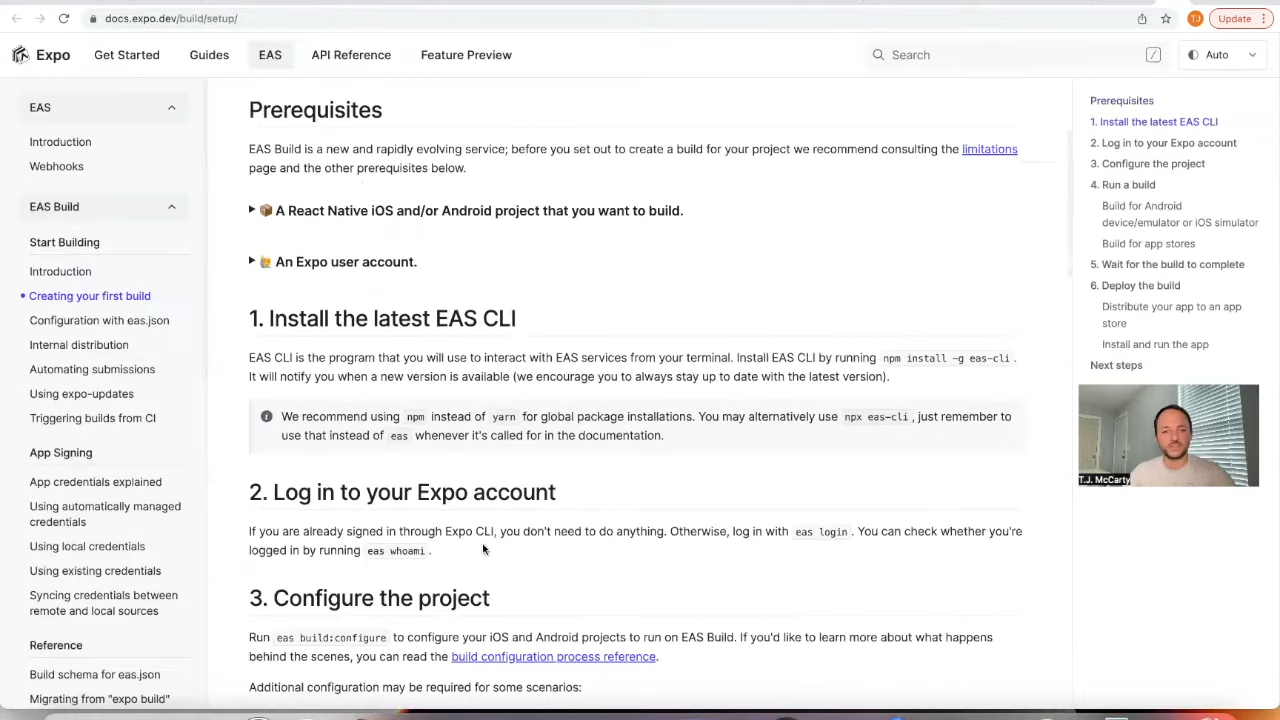 docs.expo.dev/build/setup/
TJ
Update
Expo
Get Started
Guides
EAS
API Reference
Feature Preview
Search
/
Auto
EAS
Introduction
Webhooks
EAS Build
Start Building
Introduction
Creating your first build
Configuration with eas.json
Internal distribution
Automating submissions
Using expo-updates
Triggering builds from CI
App Signing
App credentials explained
Using automatically managed
credentials
Using local credentials
Using existing credentials
Syncing credentials between
remote and local sources
Reference
Build schema for eas.json
Migrating from "expo build"
Prerequisites
EAS Build is a new and rapidly evolving service; before you set out to create a build for your project we recommend consulting the limitations
page and the other prerequisites below.
A React Native iOS and/or Android project that you want to build.
An Expo user account.
1. Install the latest EAS CLI
EAS CLI is the program that you will use to interact with EAS services from your terminal. Install EAS CLI by running npm install -g eas-cli.
It will notify you when a new version is available (we encourage you to always stay up to date with the latest version).
We recommend using npm instead of yarn for global package installations. You may alternatively use npx eas-cli, just remember to
use that instead of eas whenever it's called for in the documentation.
2. Log in to your Expo account
If you are already signed in through Expo CLI, you don't need to do anything. Otherwise, log in with eas login. You can check whether you're
logged in by running eas whoami.
3. Configure the project
Run eas build:configure to configure your iOS and Android projects to run on EAS Build. If you'd like to learn more about what happens
behind the scenes, you can read the build configuration process reference.
Additional configuration may be required for some scenarios:
Prerequisites
1. Install the latest EAS CLI
2. Log in to your Expo account
3. Configure the project
4. Run a build
Build for Android
device/emulator or iOS simulator
Build for app stores
5. Wait for the build to complete
6. Deploy the build
Distribute your app to an app
store
Install and run the app
Next steps
T.J. McCarty